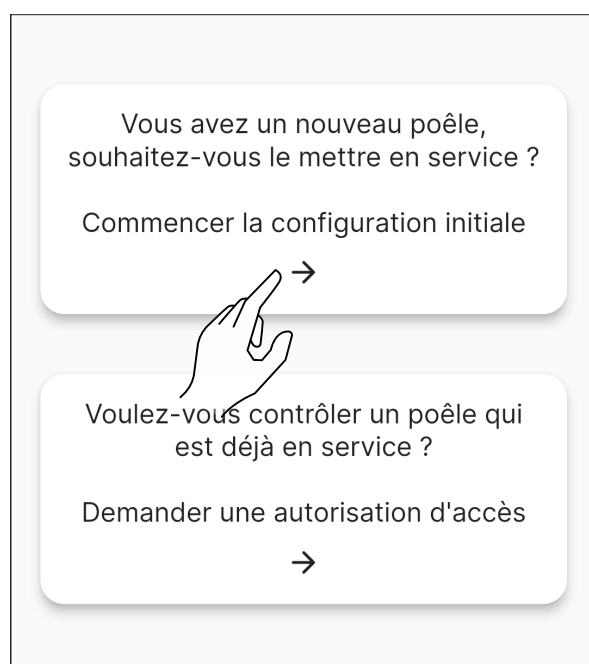 Vous avez un nouveau poêle,
souhaitez-vous le mettre en service ?
Commencer la configuration initiale
Voulez-vous contrôler un poêle qui
est déjà en service ?
Demander une autorisation d'accès